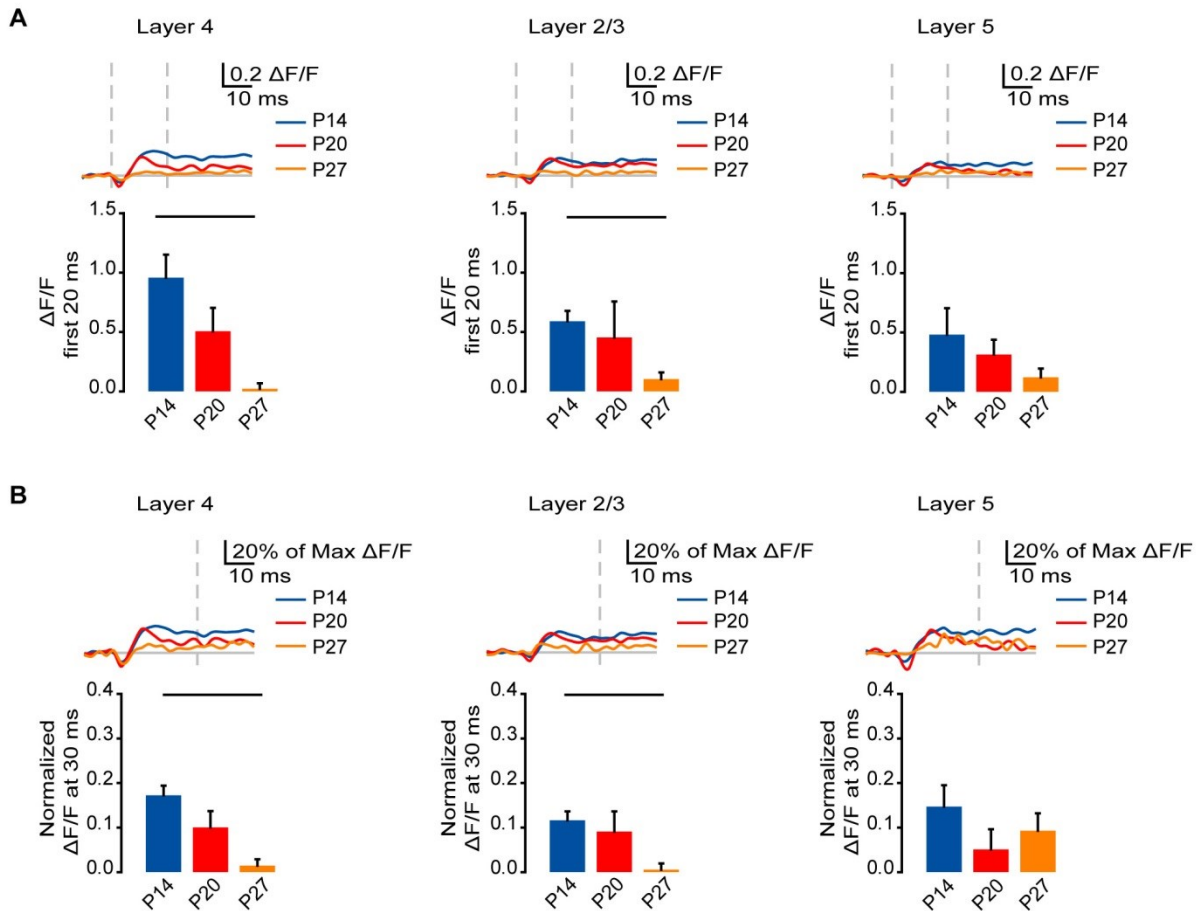 A
Layer 4
Layer 2/3
Layer 5
0.2 ΔF/F
10 ms
P14
P20
P27
0.2 ΔF/F
10 ms
P14
P20
P27
0.2 ΔF/F
10 ms
P14
P20
P27
ΔF/F
first 20 ms
1.5
1.0
0.5
0.0
P14
P20
P27
ΔF/F
first 20 ms
1.5
1.0
0.5
0.0
P14
P20
P27
ΔF/F
first 20 ms
1.5
1.0
0.5
0.0
P14
P20
P27
B
Layer 4
Layer 2/3
Layer 5
20% of Max ΔF/F
10 ms
P14
P20
P27
20% of Max ΔF/F
10 ms
P14
P20
P27
20% of Max ΔF/F
10 ms
P14
P20
P27
Normalized
ΔF/F at 30 ms
0.4
0.3
0.2
0.1
0.0
P14
P20
P27
Normalized
ΔF/F at 30 ms
0.4
0.3
0.2
0.1
0.0
P14
P20
P27
Normalized
ΔF/F at 30 ms
0.4
0.3
0.2
0.1
0.0
P14
P20
P27